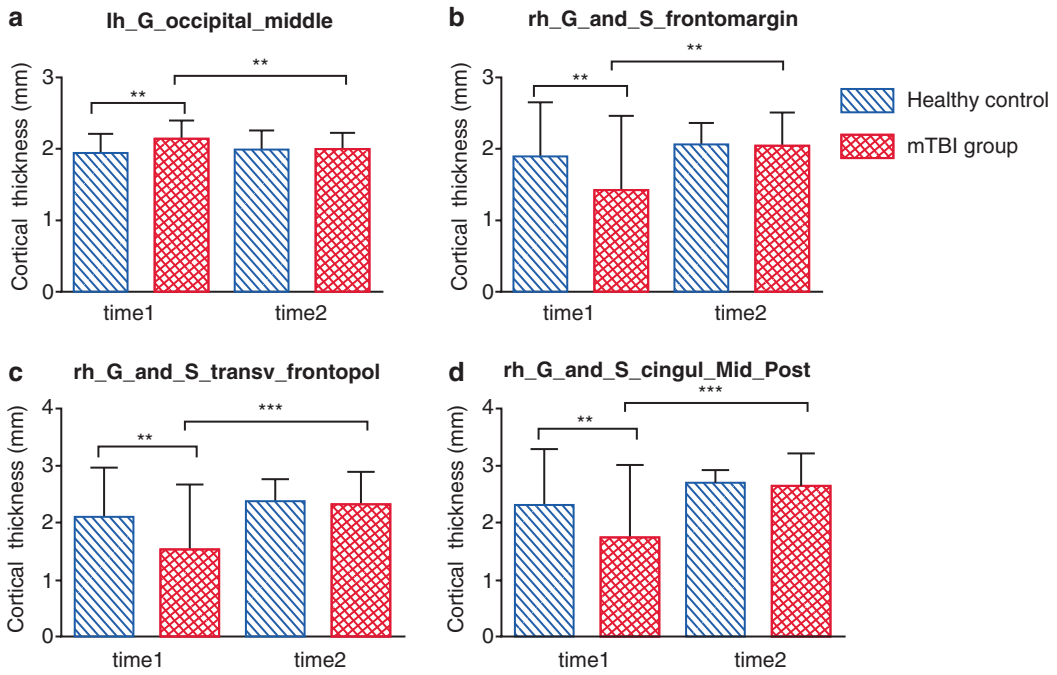 a lh_G_occipital_middle
Cortical thickness (mm)
3
2
1
0
**
**
time1 time2
b rh_G_and_S_frontomargin
Cortical thickness (mm)
3
2
1
0
**
**
time1 time2
Healthy control
mTBI group
c rh_G_and_S_transv_frontopol
Cortical thickness (mm)
4
3
2
1
0
***
**
time1 time2
d rh_G_and_S_cingul_Mid_Post
Cortical thickness (mm)
4
3
2
1
0
***
**
time1 time2